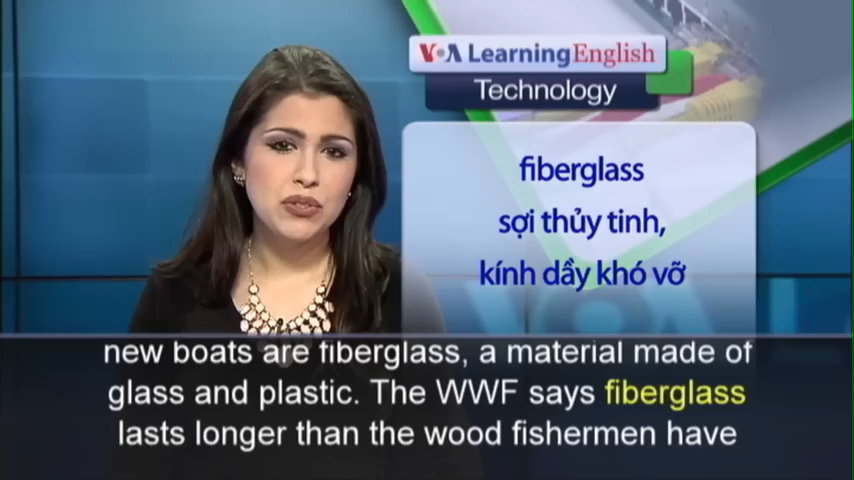 VOA Learning English
Technology
fiberglass
sợi thủy tinh,
kính dầy khó vỡ
new boats are fiberglass, a material made of
glass and plastic. The WWF says fiberglass
lasts longer than the wood fishermen have